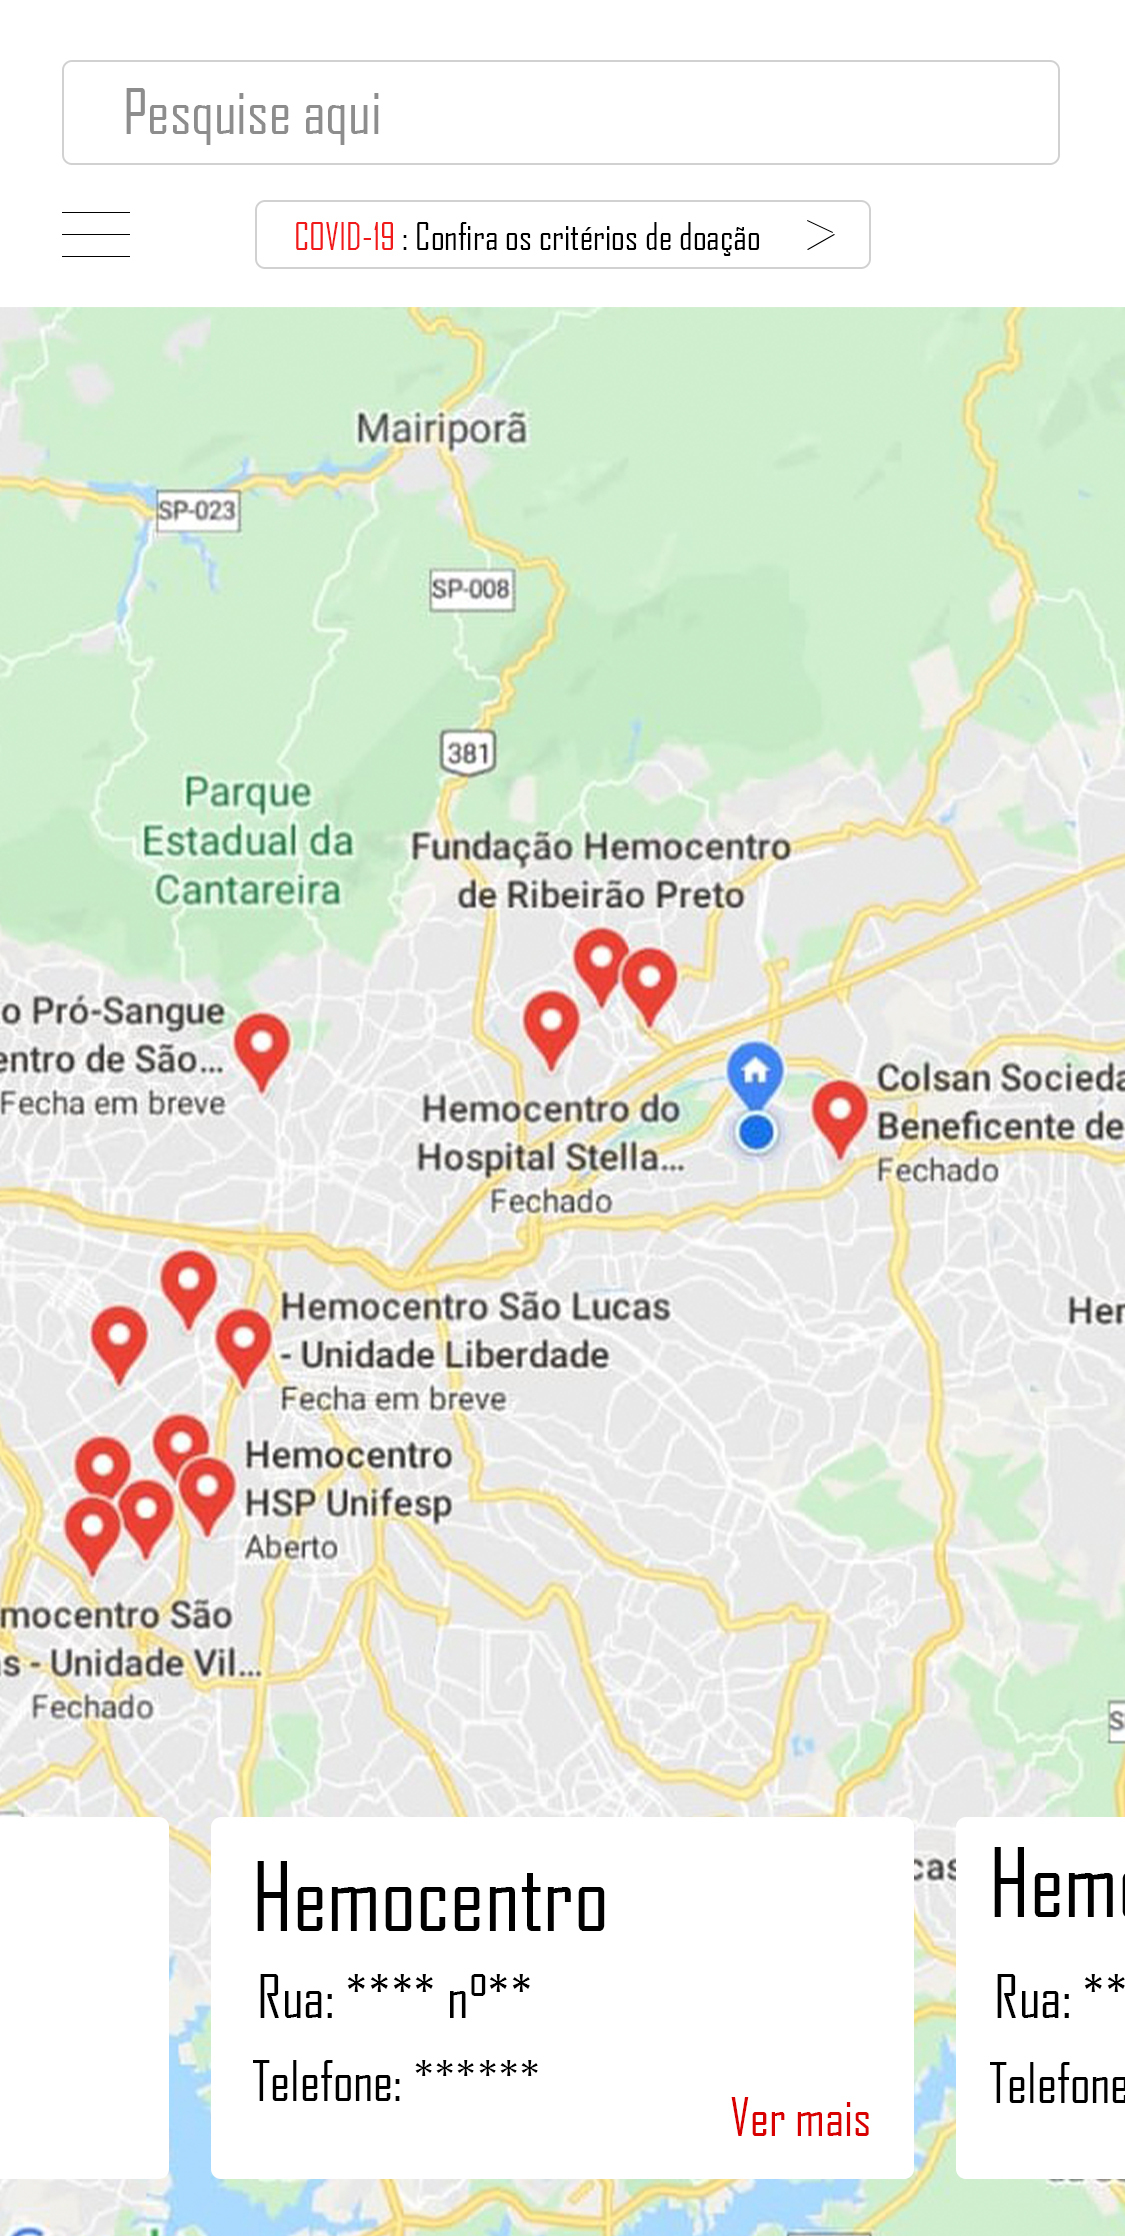 Pesquise aqui
COVID-19 : Confira os critérios de doação >
Mairiporã
SP-023
SP-008
381
Parque
Estadual da
Cantareira
Fundação Hemocentro
de Ribeirão Preto
o Pró-Sangue
entro de São...
Fecha em breve
Hemocentro do
Hospital Stella...
Fechado
Colsan Socieda
Beneficente de
Fechado
Hemocentro São Lucas
- Unidade Liberdade
Fecha em breve
Her
Hemocentro
HSP Unifesp
Aberto
mocentro São
s - Unidade Vil...
Fechado
S
cas
Hemocentro
Rua: **** nº**
Telefone: ******
Ver mais
Hemo
Rua: **
Telefone